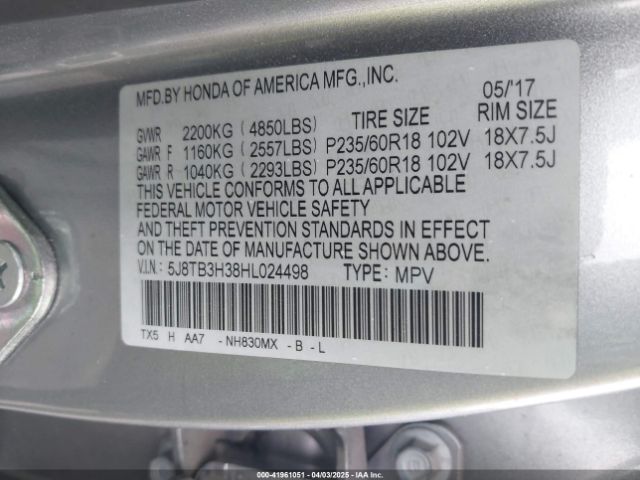 MFD.BY HONDA OF AMERICA MFG.,INC. 05/'17
TIRE SIZE RIM SIZE
GVWR 2200KG (4850LBS)
GAWR F 1160KG (2557LBS) P235/60R18 102V 18X7.5J
GAWR R 1040KG (2293LBS) P235/60R18 102V 18X7.5J
THIS VEHICLE CONFORMS TO ALL APPLICABLE
FEDERAL MOTOR VEHICLE SAFETY
AND THEFT PREVENTION STANDARDS IN EFFECT
ON THE DATE OF MANUFACTURE SHOWN ABOVE.
V.I.N: 5J8TB3H38HL024498 TYPE: MPV
TX5 H AA7 -NH830MX -B -L
000-41961051 - 04/03/2025 - IAA, Inc.